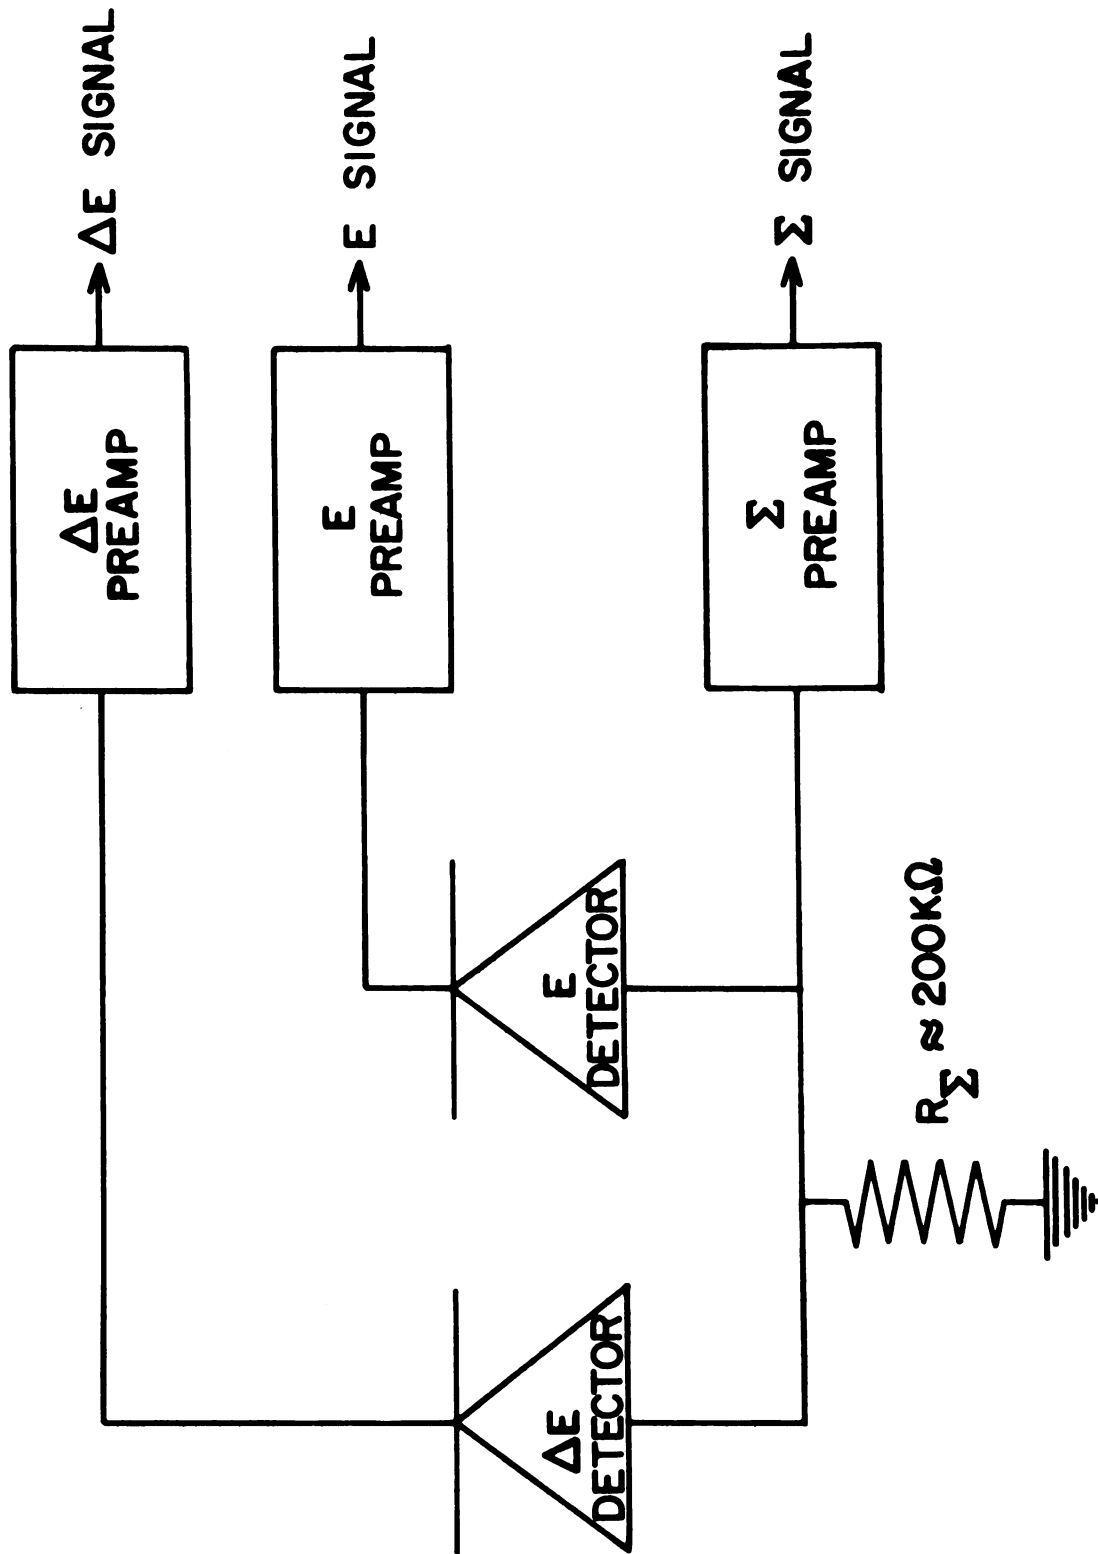 ΔE SIGNAL
E SIGNAL
Σ SIGNAL
ΔE
PREAMP
E
PREAMP
Σ
PREAMP
E
DETECTOR
ΔE
DETECTOR
R_Σ ≈ 200KΩ